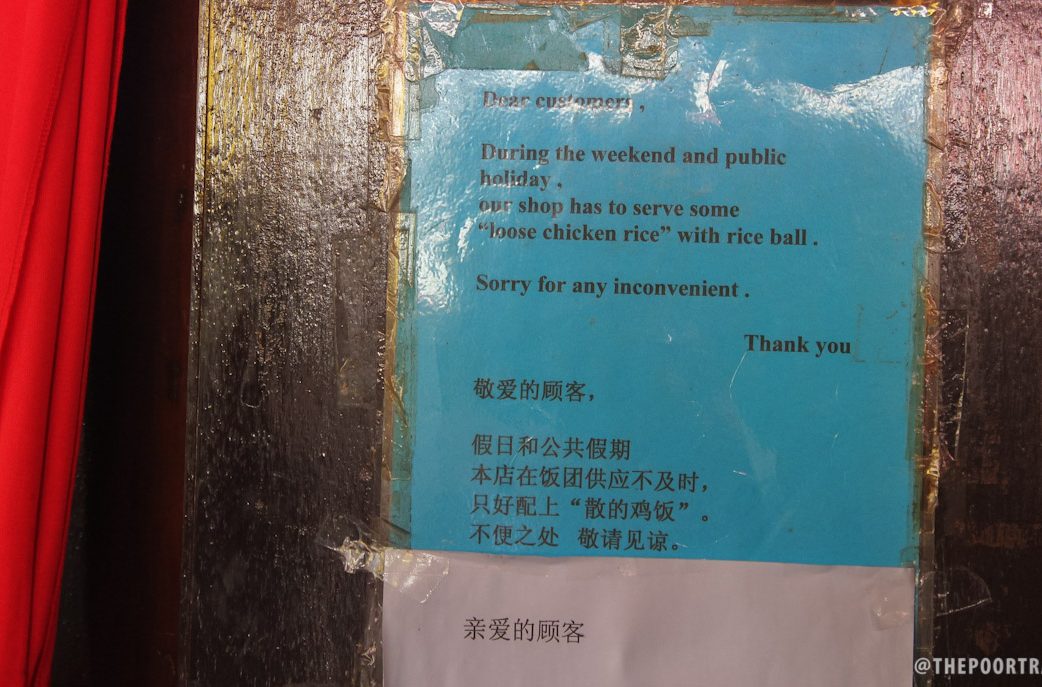 Dear customers ,
During the weekend and public
holiday ,
our shop has to serve some
“loose chicken rice” with rice ball .
Sorry for any inconvenient .
Thank you
敬爱的顾客，
假日和公共假期
本店在饭团供应不及时，
只好配上“散的鸡饭”。
不便之处 敬请见谅。
亲爱的顾客
@THEPOORTR